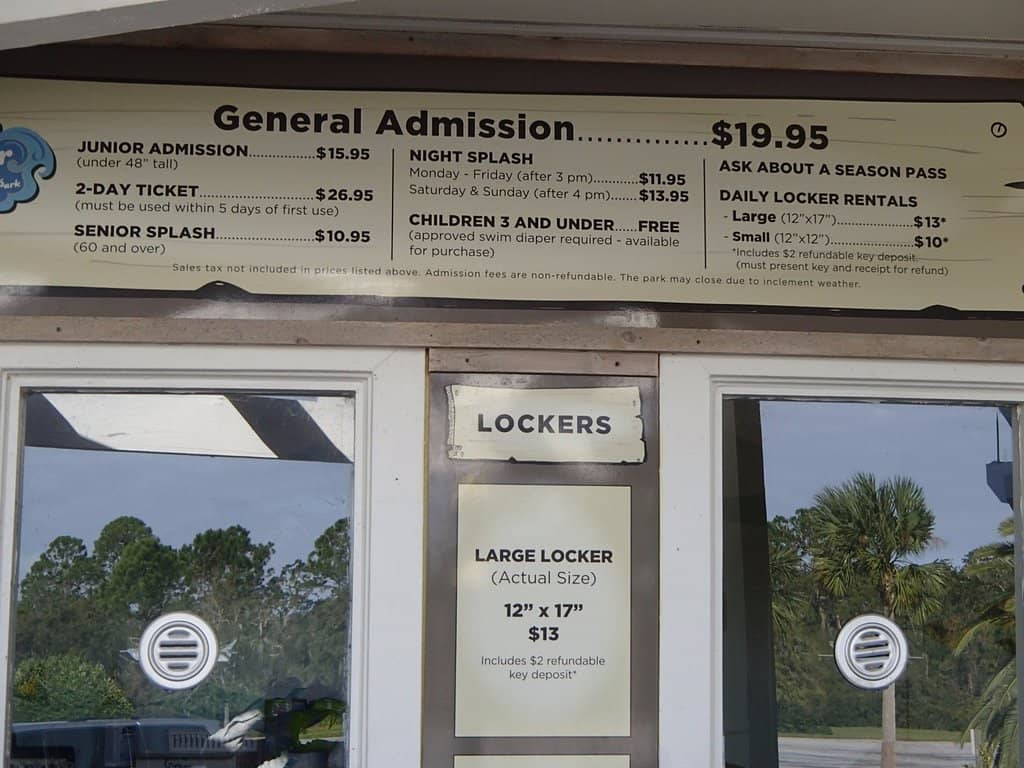 General Admission.............$19.95
JUNIOR ADMISSION..............$15.95
(under 48" tall)
2-DAY TICKET.........................$26.95
(must be used within 5 days of first use)
SENIOR SPLASH.....................$10.95
(60 and over)
NIGHT SPLASH
Monday - Friday (after 3 pm)..........$11.95
Saturday & Sunday (after 4 pm).....$13.95
CHILDREN 3 AND UNDER.....FREE
(approved swim diaper required - available
for purchase)
ASK ABOUT A SEASON PASS
DAILY LOCKER RENTALS
- Large (12"x17").................$13*
- Small (12"x12")..................$10*
*Includes $2 refundable key deposit.
(must present key and receipt for refund)
Sales tax not included in prices listed above. Admission fees are non-refundable. The park may close due to inclement weather.
LOCKERS
LARGE LOCKER
(Actual Size)
12" x 17"
$13
Includes $2 refundable
key deposit*